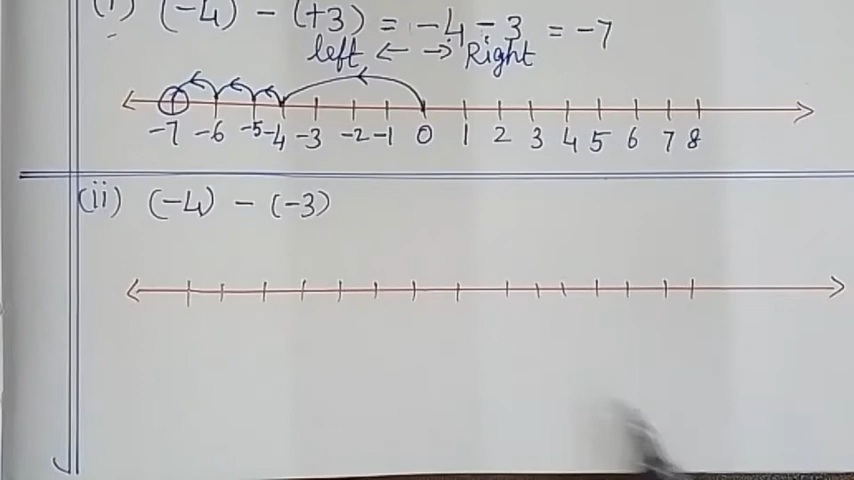 (i) (-4) - (+3) = -4 - 3 = -7
left ← → Right
-7 -6 -5 -4 -3 -2 -1 0 1 2 3 4 5 6 7 8
(ii) (-4) - (-3)